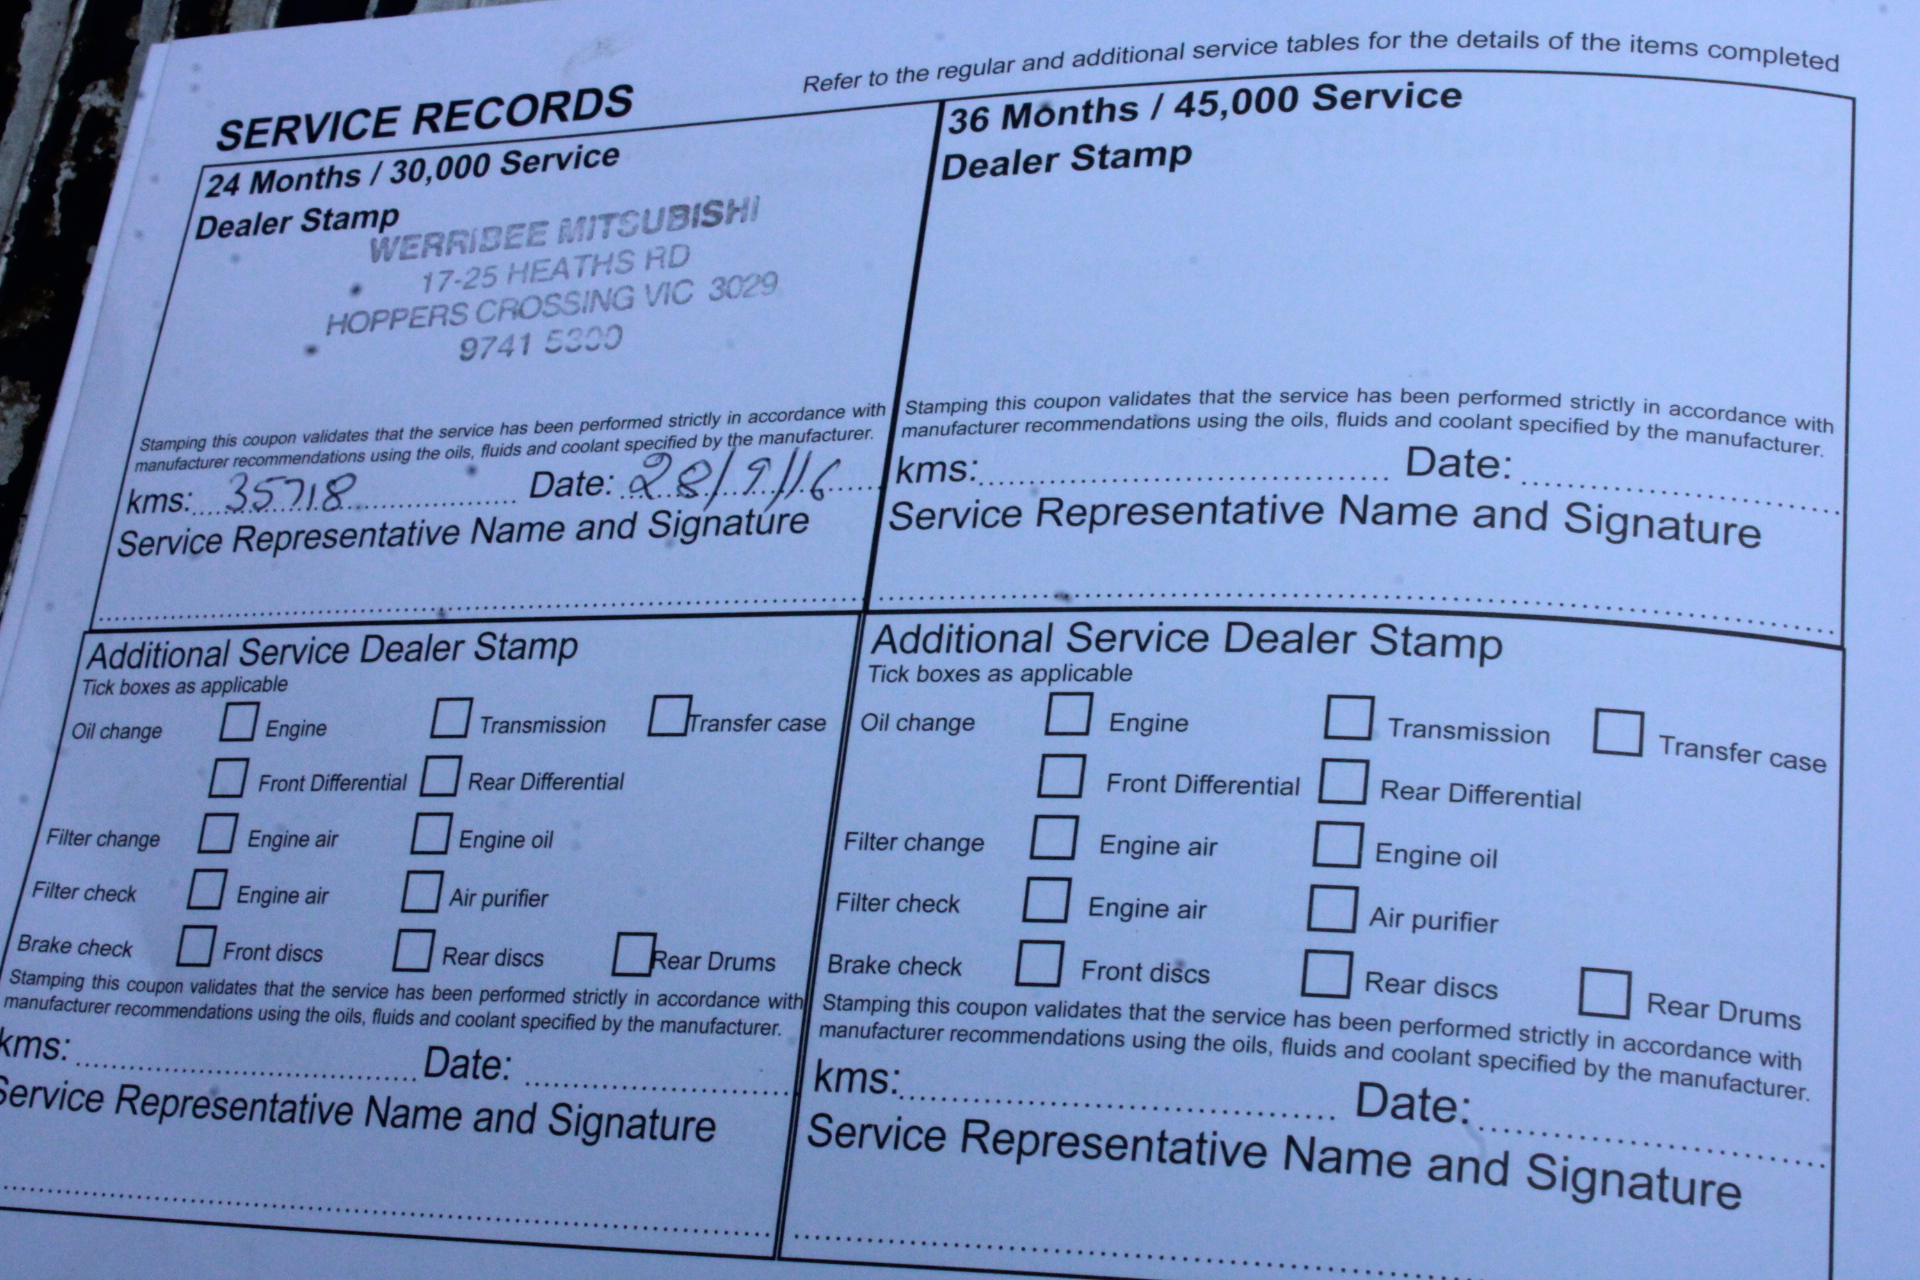 Refer to the regular and additional service tables for the details of the items completed
SERVICE RECORDS
24 Months / 30,000 Service
Dealer Stamp
WERRIBEE MITSUBISHI
17-25 HEATHS RD
HOPPERS CROSSING VIC 3029
9741 5300
Stamping this coupon validates that the service has been performed strictly in accordance with
manufacturer recommendations using the oils, fluids and coolant specified by the manufacturer.
kms: 35718 Date: 28/9/16
Service Representative Name and Signature
36 Months / 45,000 Service
Dealer Stamp
Stamping this coupon validates that the service has been performed strictly in accordance with
manufacturer recommendations using the oils, fluids and coolant specified by the manufacturer.
kms: Date:
Service Representative Name and Signature
Additional Service Dealer Stamp
Tick boxes as applicable
Oil change Engine Transmission Transfer case
Front Differential Rear Differential
Filter change Engine air Engine oil
Filter check Engine air Air purifier
Brake check Front discs Rear discs Rear Drums
Stamping this coupon validates that the service has been performed strictly in accordance with
manufacturer recommendations using the oils, fluids and coolant specified by the manufacturer.
kms: Date:
Service Representative Name and Signature
Additional Service Dealer Stamp
Tick boxes as applicable
Oil change Engine Transmission Transfer case
Front Differential Rear Differential
Filter change Engine air Engine oil
Filter check Engine air Air purifier
Brake check Front discs Rear discs Rear Drums
Stamping this coupon validates that the service has been performed strictly in accordance with
manufacturer recommendations using the oils, fluids and coolant specified by the manufacturer.
kms: Date:
Service Representative Name and Signature